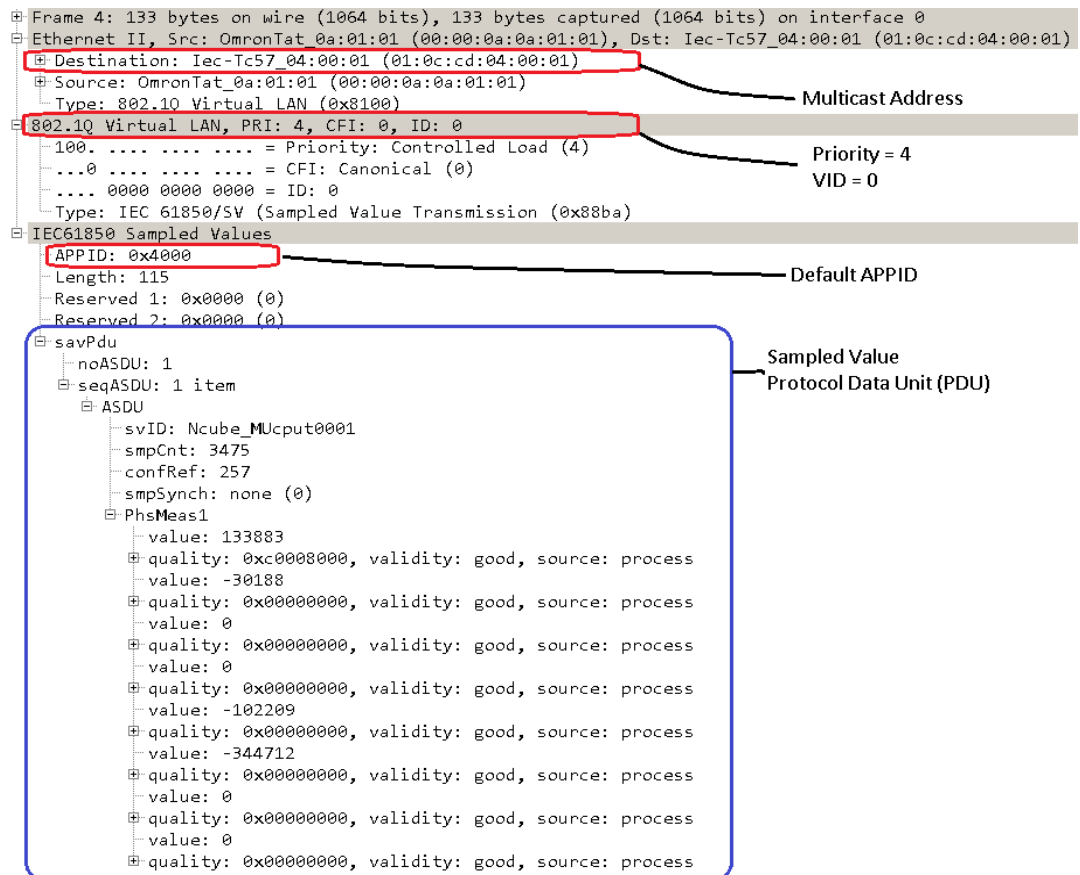 Frame 4: 133 bytes on wire (1064 bits), 133 bytes captured (1064 bits) on interface 0
Ethernet II, Src: OmronTat_0a:01:01 (00:00:0a:0a:01:01), Dst: Iec-Tc57_04:00:01 (01:0c:cd:04:00:01)
Destination: Iec-Tc57_04:00:01 (01:0c:cd:04:00:01)
Source: OmronTat_0a:01:01 (00:00:0a:0a:01:01)
Type: 802.1Q Virtual LAN (0x8100)
Multicast Address
802.1Q Virtual LAN, PRI: 4, CFI: 0, ID: 0
100. .... .... .... = Priority: Controlled Load (4)
...0 .... .... .... = CFI: Canonical (0)
.... 0000 0000 0000 = ID: 0
Type: IEC 61850/SV (Sampled Value Transmission (0x88ba)
Priority = 4
VID = 0
IEC61850 Sampled Values
APPID: 0x4000
Default APPID
Length: 115
Reserved 1: 0x0000 (0)
Reserved 2: 0x0000 (0)
savPdu
noASDU: 1
seqASDU: 1 item
Sampled Value
Protocol Data Unit (PDU)
ASDU
svID: Ncube_MUcput0001
smpCnt: 3475
confRef: 257
smpSynch: none (0)
PhsMeas1
value: 133883
quality: 0xc0008000, validity: good, source: process
value: -30188
quality: 0x00000000, validity: good, source: process
value: 0
quality: 0x00000000, validity: good, source: process
value: 0
quality: 0x00000000, validity: good, source: process
value: -102209
quality: 0x00000000, validity: good, source: process
value: -344712
quality: 0x00000000, validity: good, source: process
value: 0
quality: 0x00000000, validity: good, source: process
value: 0
quality: 0x00000000, validity: good, source: process